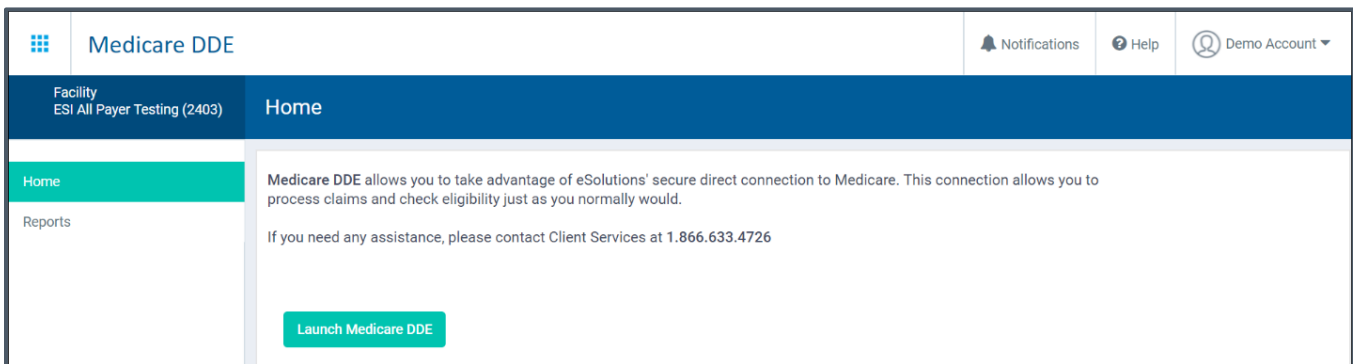 Medicare DDE
Notifications
Help
Demo Account
Facility
ESI All Payer Testing (2403)
Home
Home
Reports
Medicare DDE allows you to take advantage of eSolutions' secure direct connection to Medicare. This connection allows you to
process claims and check eligibility just as you normally would.
If you need any assistance, please contact Client Services at 1.866.633.4726
Launch Medicare DDE